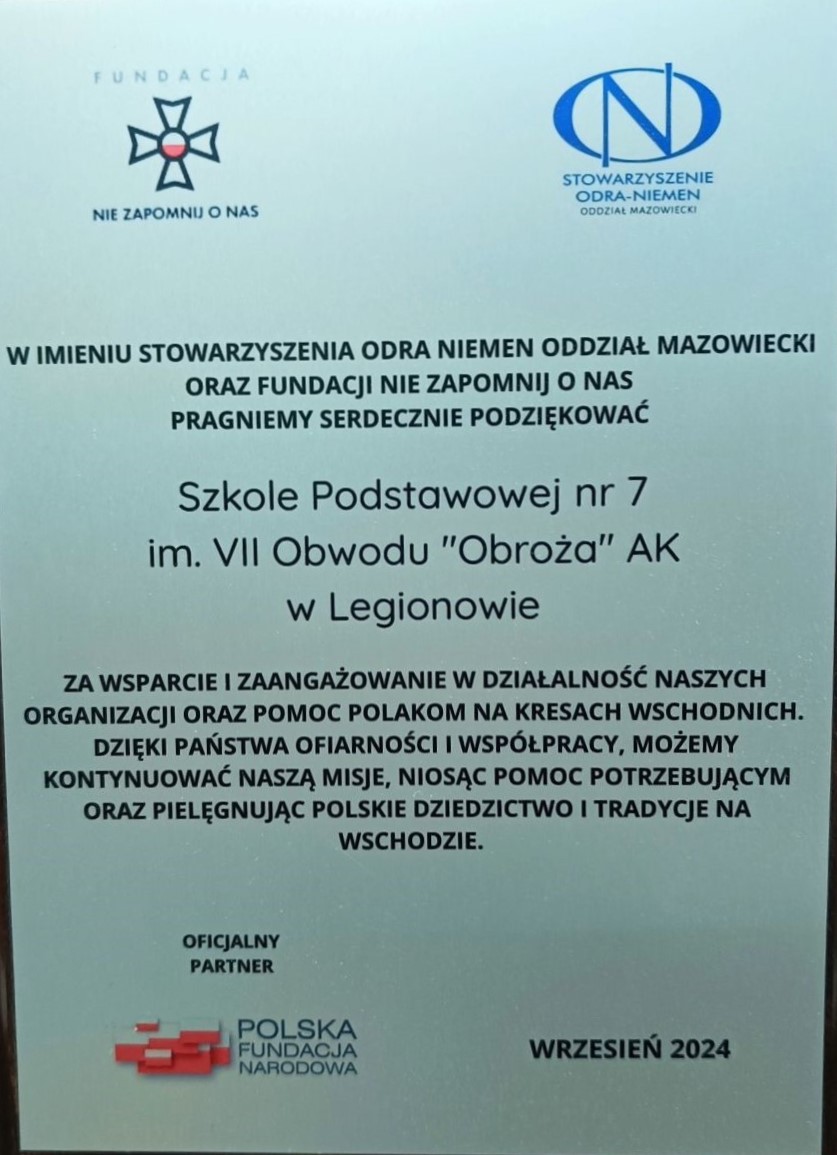 FUNDACJA
NIE ZAPOMNIJ O NAS
STOWARZYSZENIE
ODRA-NIEMEN
ODDZIAŁ MAZOWIECKI
W IMIENIU STOWARZYSZENIA ODRA NIEMEN ODDZIAŁ MAZOWIECKI
ORAZ FUNDACJI NIE ZAPOMNIJ O NAS
PRAGNIEMY SERDECZNIE PODZIĘKOWAĆ
Szkole Podstawowej nr 7
im. VII Obwodu "Obroża" AK
w Legionowie
ZA WSPARCIE I ZAANGAŻOWANIE W DZIAŁALNOŚĆ NASZYCH
ORGANIZACJI ORAZ POMOC POLAKOM NA KRESACH WSCHODNICH.
DZIĘKI PAŃSTWA OFIARNOŚCI I WSPÓŁPRACY, MOŻEMY
KONTYNUOWAĆ NASZĄ MISJE, NIOSĄC POMOC POTRZEBUJĄCYM
ORAZ PIELĘGNUJĄC POLSKIE DZIEDZICTWO I TRADYCJE NA
WSCHODZIE.
OFICJALNY
PARTNER
POLSKA
FUNDACJA
NARODOWA
WRZESIEŃ 2024